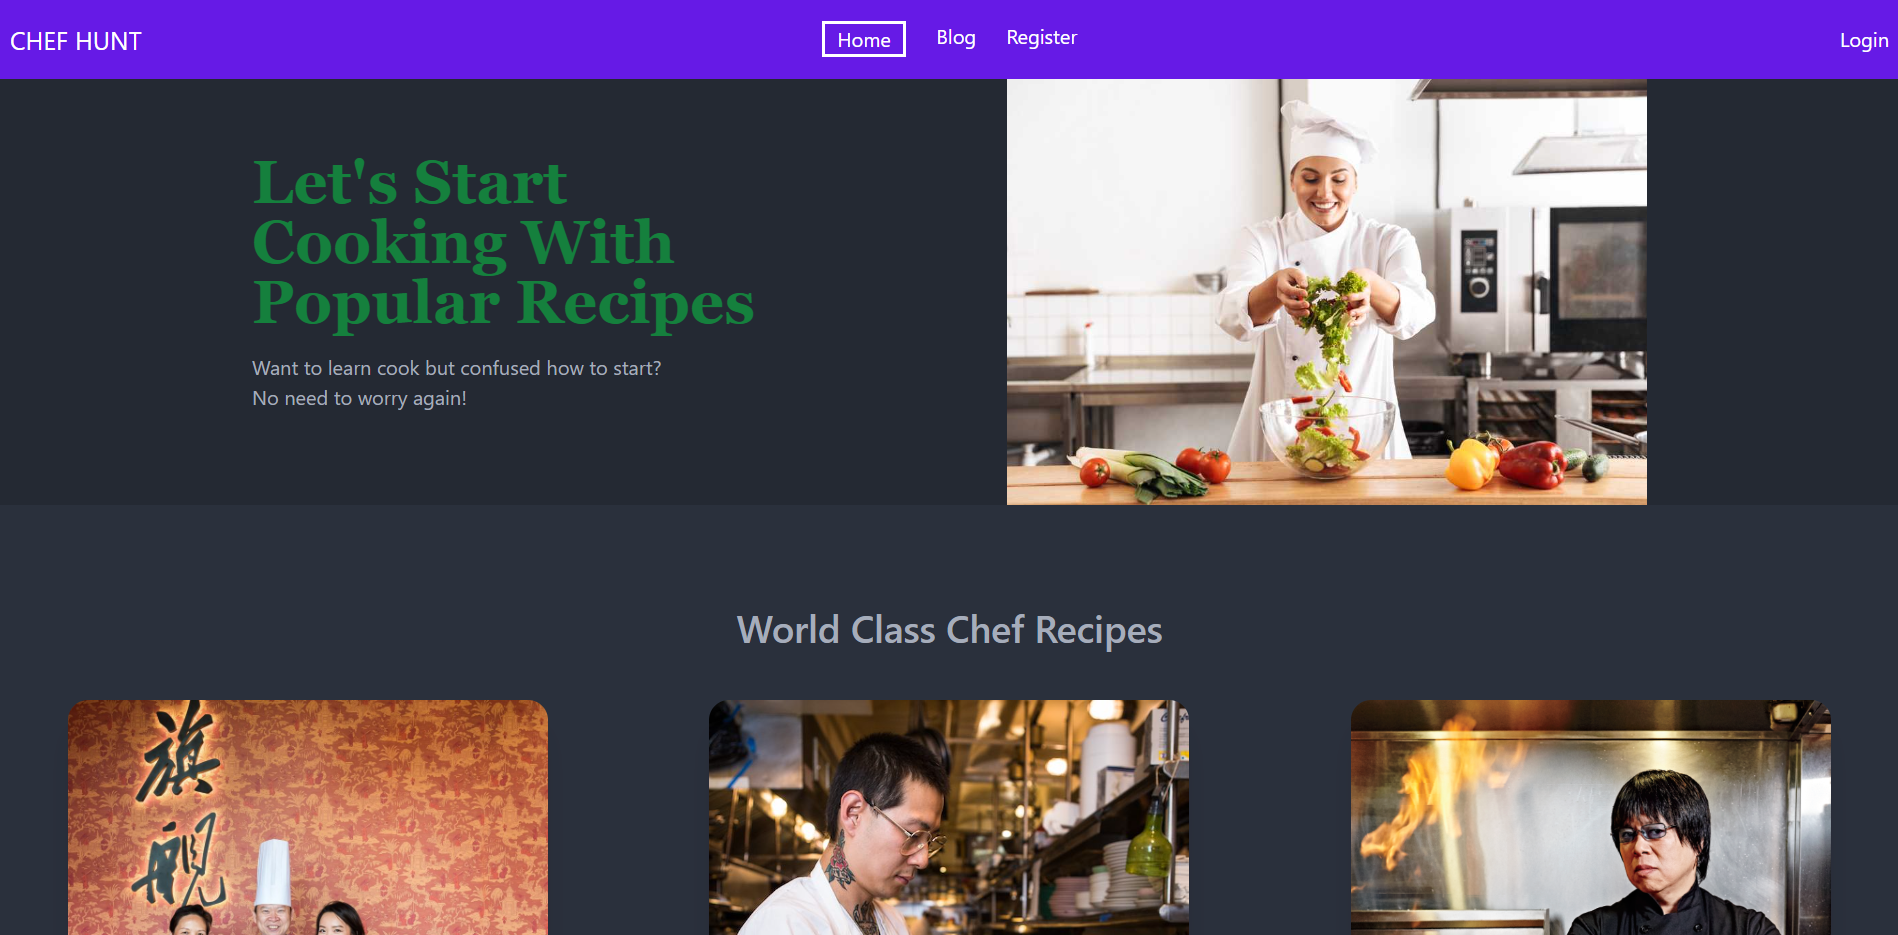 CHEF HUNT
Home
Blog
Register
Login
Let's Start
Cooking With
Popular Recipes
Want to learn cook but confused how to start?
No need to worry again!
World Class Chef Recipes
旗